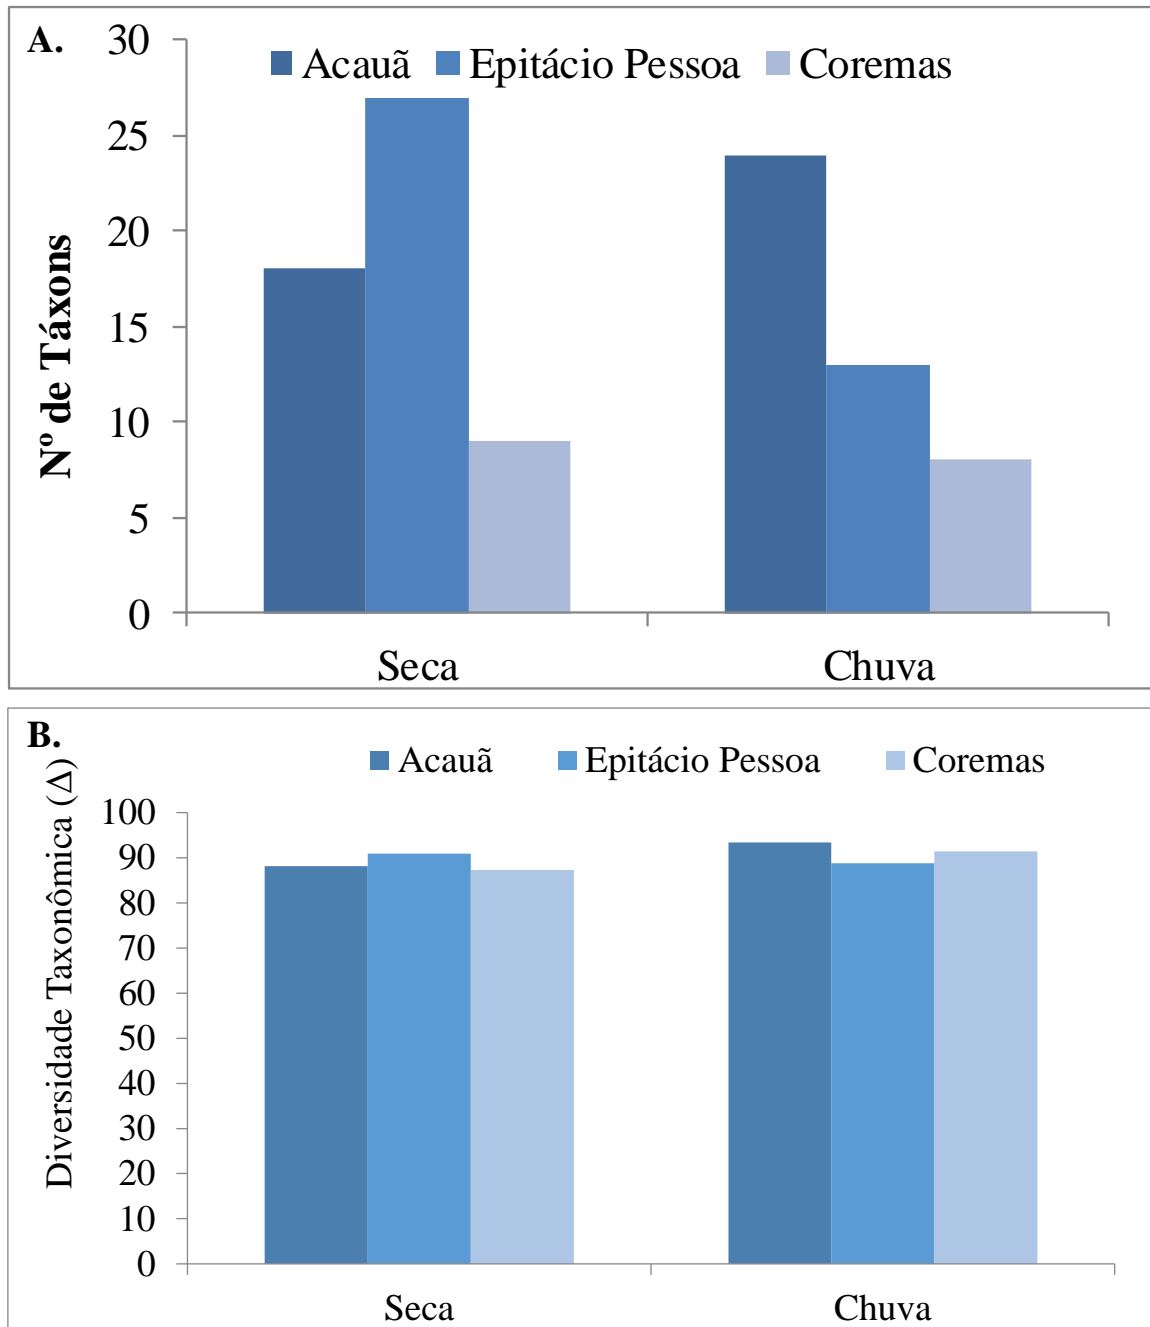 A.
Acauã Epitácio Pessoa Coremas
Nº de Táxons
30
25
20
15
10
5
0
Seca Chuva
B.
Acauã Epitácio Pessoa Coremas
Diversidade Taxonômica (Δ)
100
90
80
70
60
50
40
30
20
10
0
Seca Chuva